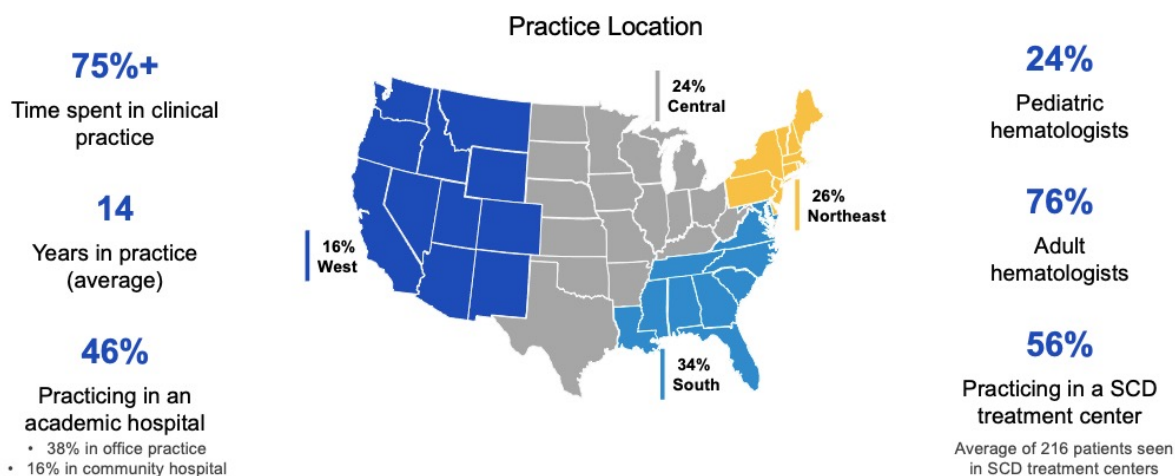 Practice Location
75%+
Time spent in clinical
practice
14
Years in practice
(average)
46%
Practicing in an
academic hospital
• 38% in office practice
• 16% in community hospital
24%
Central
26%
Northeast
16%
West
34%
South
24%
Pediatric
hematologists
76%
Adult
hematologists
56%
Practicing in a SCD
treatment center
Average of 216 patients seen
in SCD treatment centers